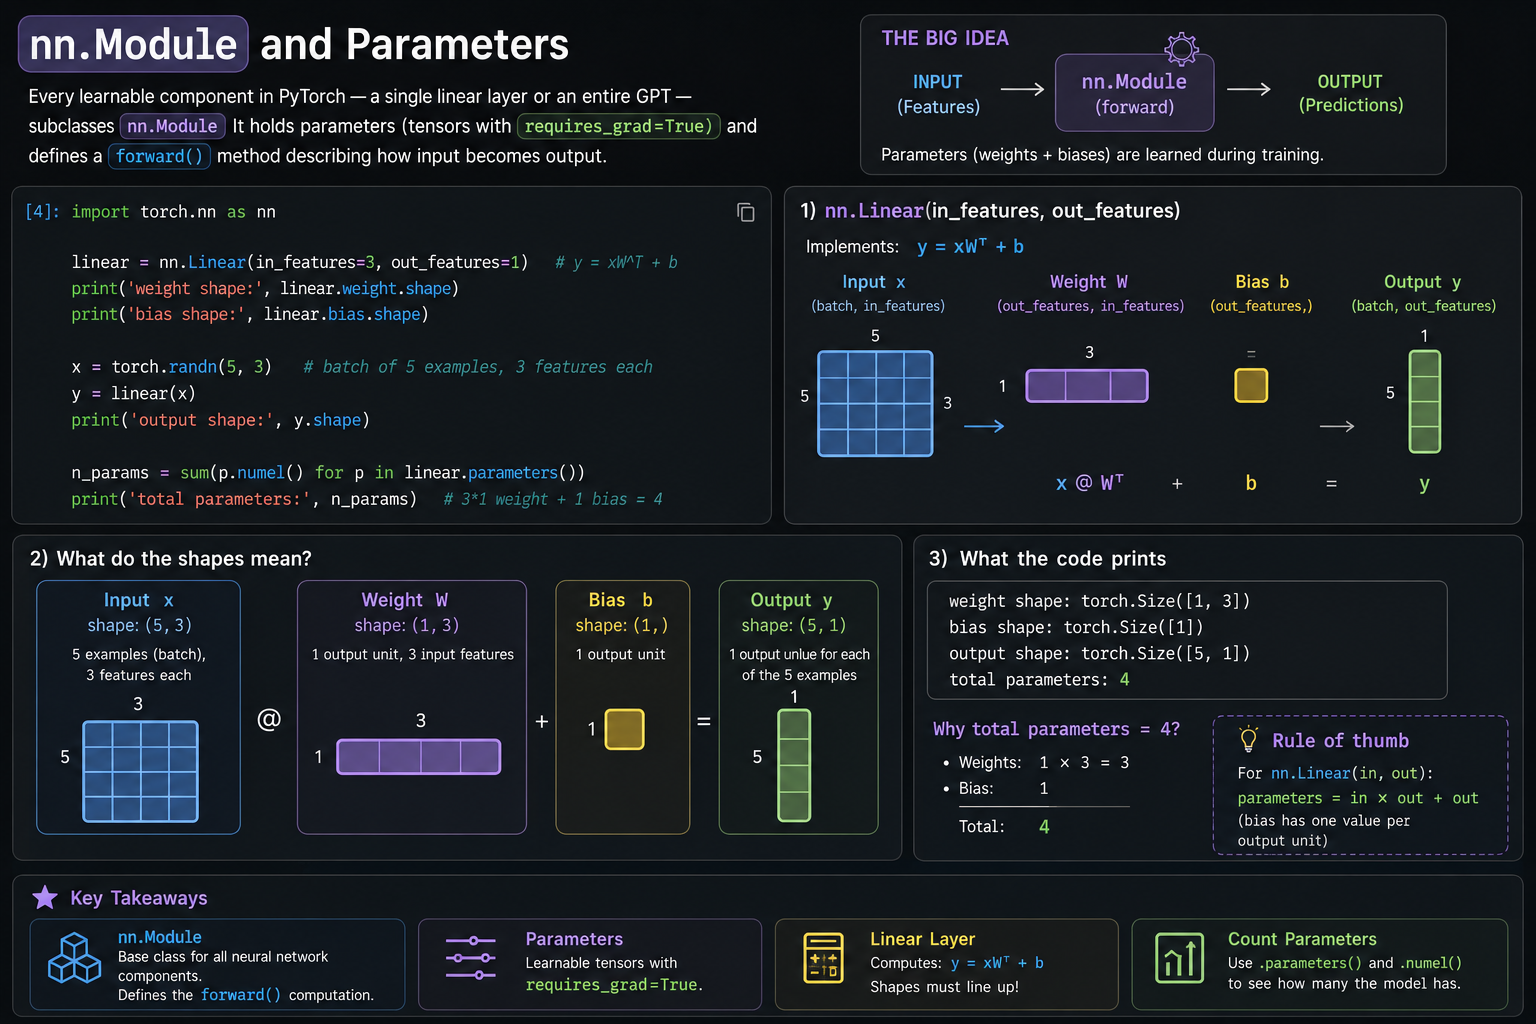 nn.Module and Parameters
Every learnable component in PyTorch — a single linear layer or an entire GPT —
subclasses nn.Module It holds parameters (tensors with requires_grad=True) and
defines a forward() method describing how input becomes output.
THE BIG IDEA
INPUT
(Features)
nn.Module
(forward)
OUTPUT
(Predictions)
Parameters (weights + biases) are learned during training.
[4]: import torch.nn as nn
linear = nn.Linear(in_features=3, out_features=1) # y = xW^T + b
print('weight shape:', linear.weight.shape)
print('bias shape:', linear.bias.shape)
x = torch.randn(5, 3) # batch of 5 examples, 3 features each
y = linear(x)
print('output shape:', y.shape)
n_params = sum(p.numel() for p in linear.parameters())
print('total parameters:', n_params) # 3*1 weight + 1 bias = 4
1) nn.Linear(in_features, out_features)
Implements: y = xWᵀ + b
Input x
(batch, in_features)
5
5
3
Weight W
(out_features, in_features)
3
1
Bias b
(out_features,)
=
Output y
(batch, out_features)
1
5
x @ Wᵀ + b = y
2) What do the shapes mean?
Input x
shape: (5, 3)
5 examples (batch),
3 features each
3
5
@
Weight W
shape: (1, 3)
1 output unit, 3 input features
3
1
+
Bias b
shape: (1,)
1 output unit
1
=
Output y
shape: (5, 1)
1 output unlue for each
of the 5 examples
1
5
3) What the code prints
weight shape: torch.Size([1, 3])
bias shape: torch.Size([1])
output shape: torch.Size([5, 1])
total parameters: 4
Why total parameters = 4?
• Weights: 1 × 3 = 3
• Bias: 1
Total: 4
Rule of thumb
For nn.Linear(in, out):
parameters = in × out + out
(bias has one value per
output unit)
Key Takeaways
nn.Module
Base class for all neural network
components.
Defines the forward() computation.
Parameters
Learnable tensors with
requires_grad=True.
Linear Layer
Computes: y = xWᵀ + b
Shapes must line up!
Count Parameters
Use .parameters() and .numel()
to see how many the model has.